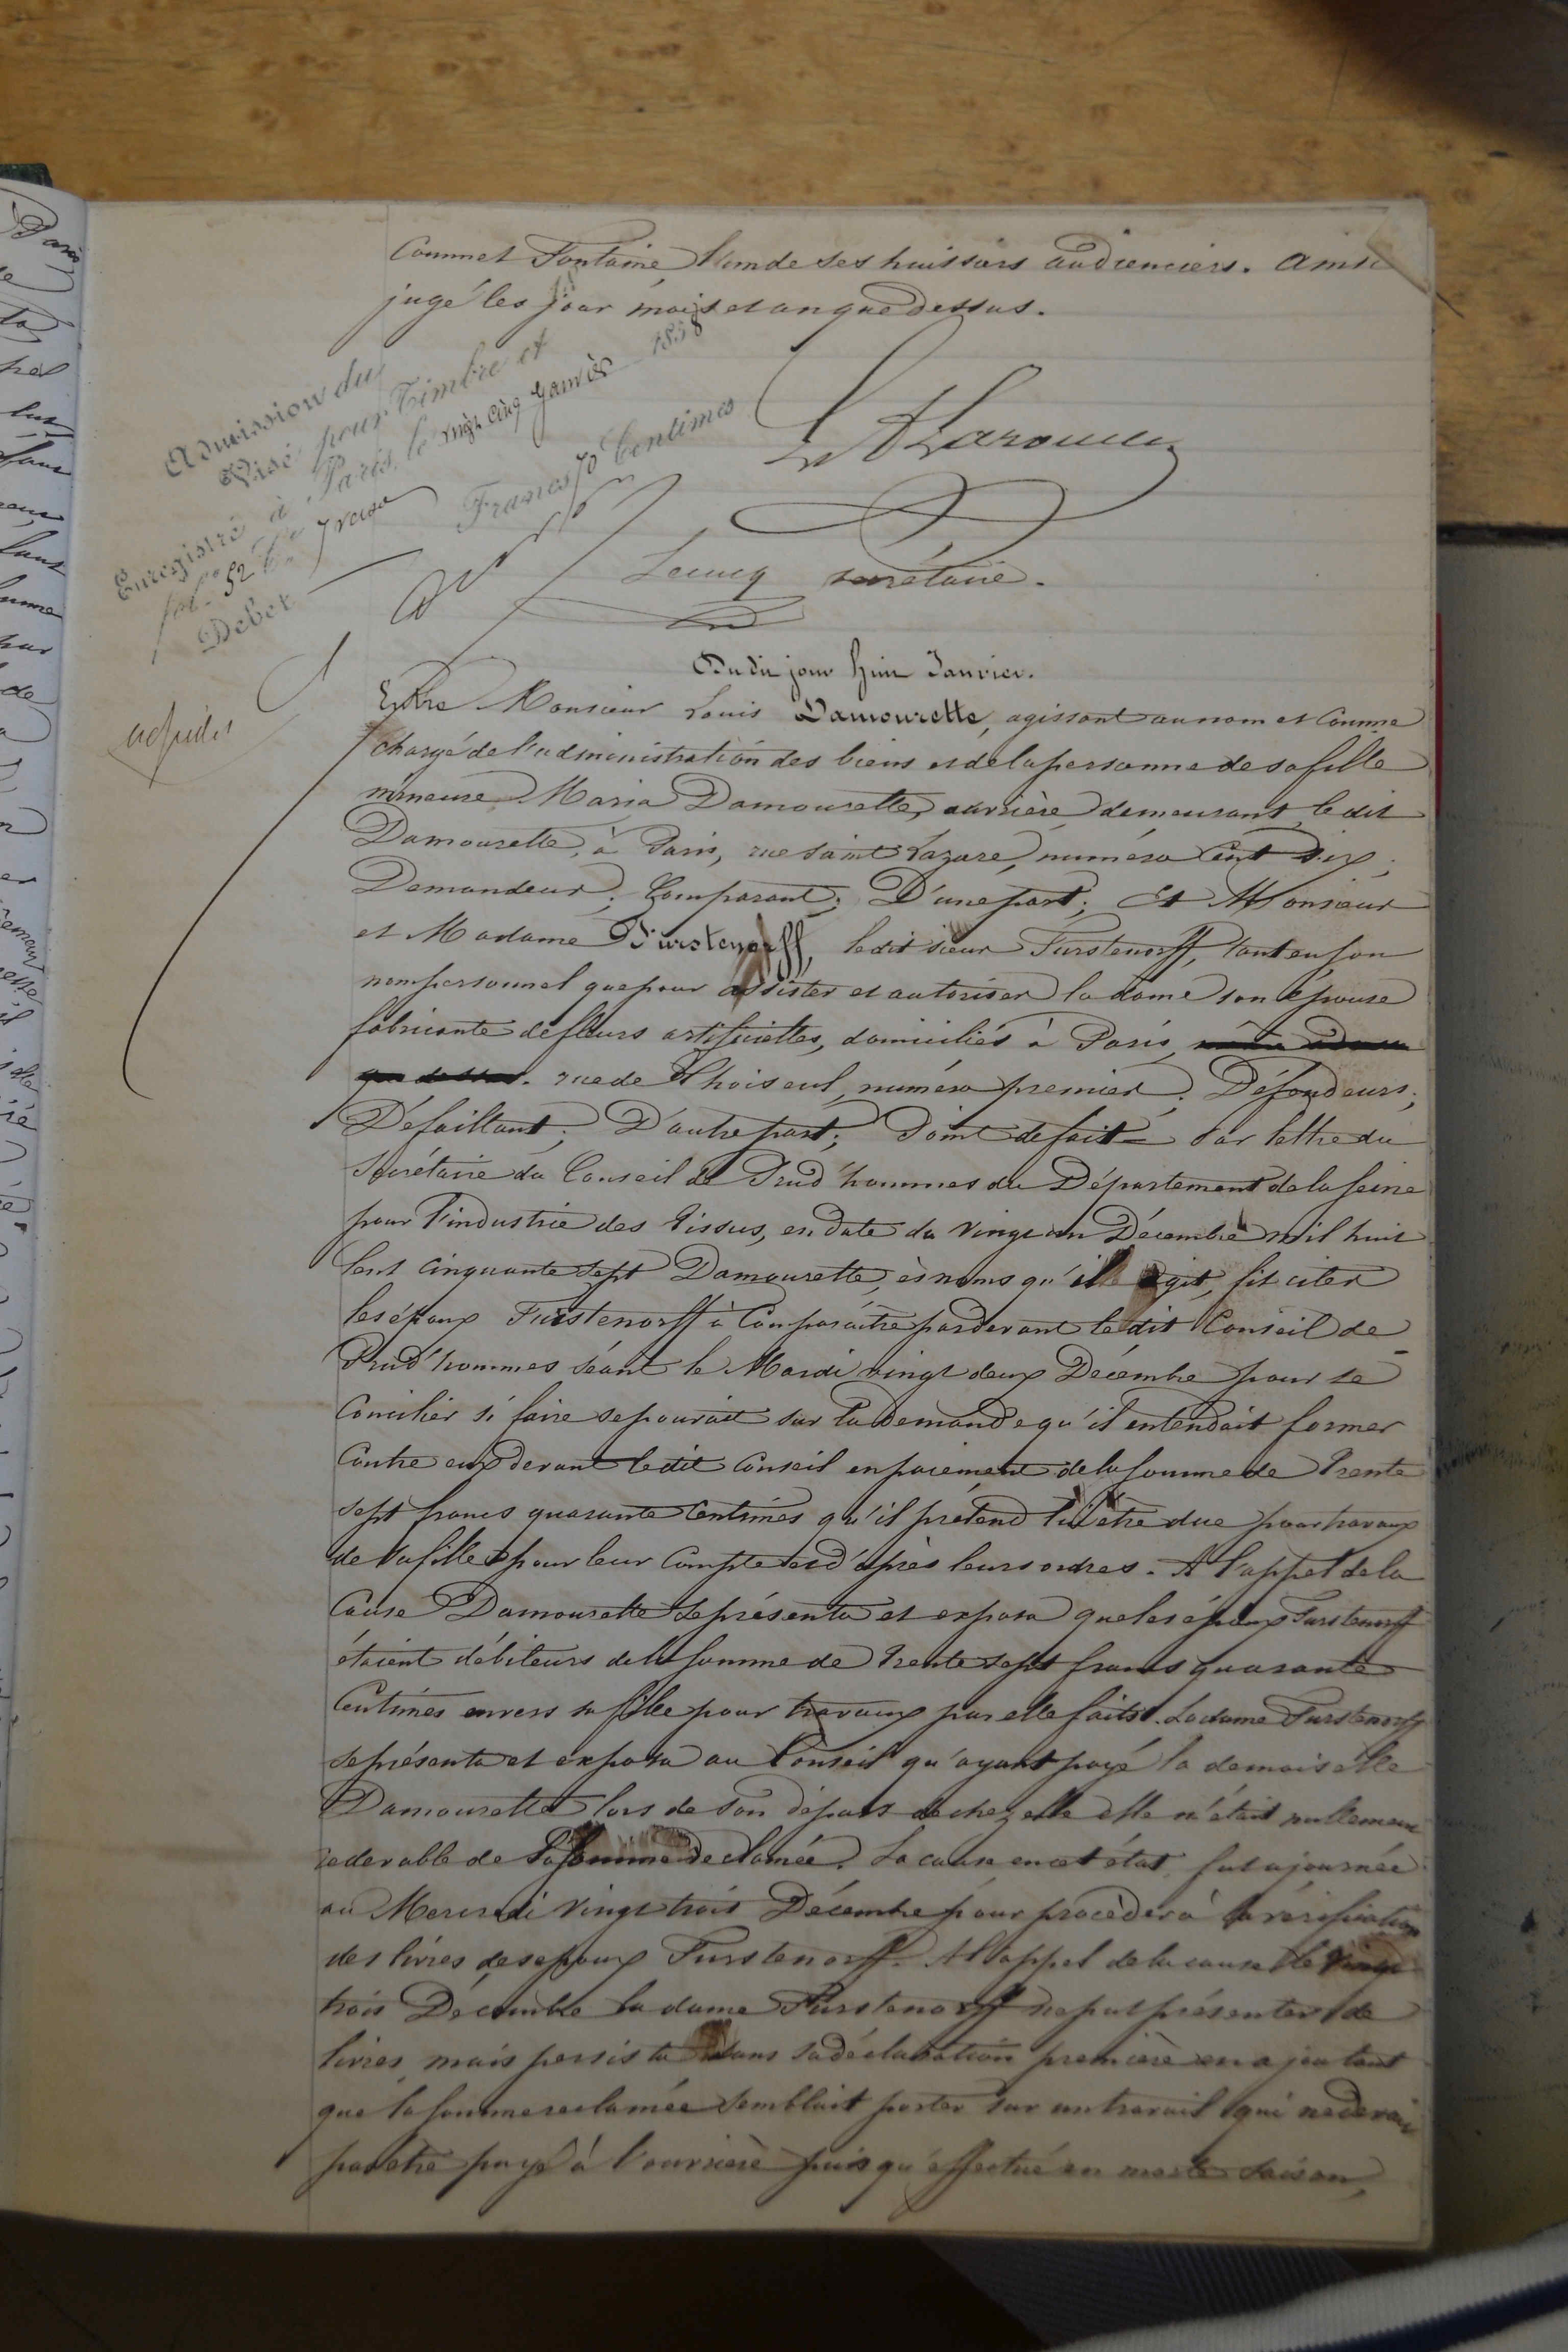 Commet Fontaine l'un de ses huissiers audienciers. Ainsi
jugé les jour mois et an que dessus.
Admission du
Visé pour Timbre et
Enregistré à Paris, le vingt cinq Janvier 1858
fol. 52
Debet
Francs 70 Centimes
Lecucq secrétaire.
Du dit jour huit Janvier.
Entre Monsieur Louis Damourette, agissant au nom et comme
chargé de l'administration des biens et de la personne de sa fille
mineure Maria Damourette, ouvrière, demeurant, le dit
Damourette, à Paris, rue Saint Lazare, numéro Cent dix;
Demandeur; Comparant; D'une part; Et Monsieur
et Madame Furstenorff, le dit sieur Furstenorff, tant en son
nom personnel que pour assister et autoriser la dame son épouse
fabricante de fleurs artificielles, domiciliés à Paris,
rue de Choiseul, numéro premier; Défendeurs;
Défaillant; D'autre part; Point de fait – Par lettre du
Secrétaire du Conseil de Prud'hommes du Département de la Seine
pour l'industrie des Tissus, en date du vingt un Décembre mil huit
Cent cinquante sept Damourette, ès noms qu'il agit, fit citer
les époux Furstenorff à Comparaître par devant le dit Conseil de
Prud'hommes séant le Mardi vingt deux Décembre pour se
Concilier si faire se pouvait sur la demande qu'il entendait former
Contre eux devant le dit Conseil en paiement de la somme de Trente
sept francs quarante Centimes qu'il prétend lui être due pour travaux
de sa fille pour leur Compte et d'après leurs ordres. A l'appel de la
Cause Damourette se présenta et exposa que les époux Furstenorff
étaient débiteurs de la somme de Trente sept francs quarante
Centimes envers sa fille pour travaux par elle faits. La dame Furstenorff
se présenta et exposa au Conseil qu'ayant payé la demoiselle
Damourette lors de son départ de chez elle elle n'était nullement
redevable de la somme réclamée. La cause en cet état fut ajournée
au Mercredi vingt trois Décembre pour procéder à la vérification
des livres des époux Furstenorff. A l'appel de la cause le vingt
trois Décembre la dame Furstenorff ne put présenter de
livres, mais persista dans sa déclaration première en ajoutant
que la somme reclamée semblait porter sur un travail qui ne devait
pas être payé à l'ouvrière puis qu'effectué en morte saison,